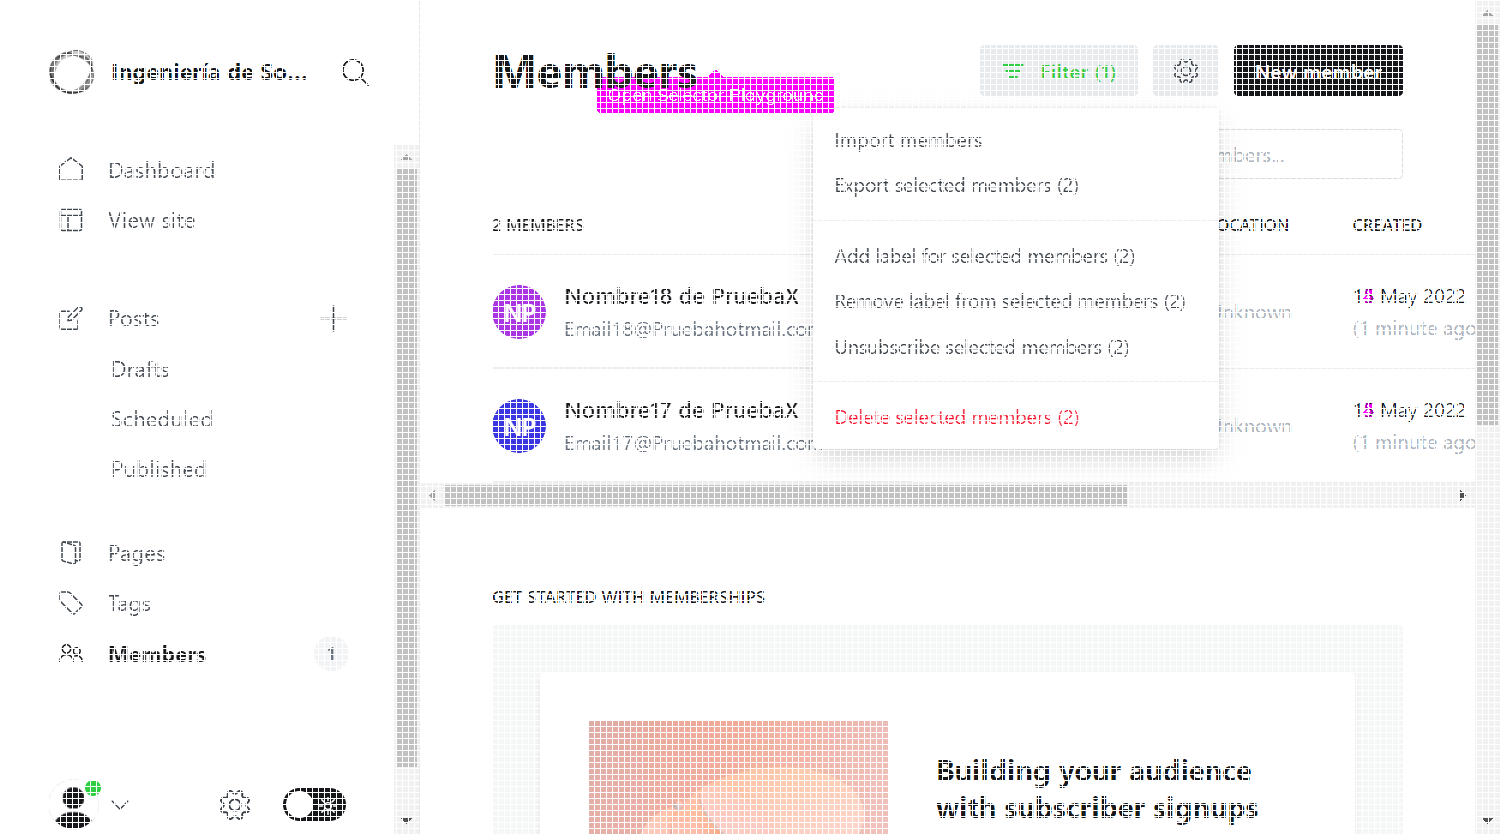 Ingeniería de So...
Dashboard
View site
Posts
Drafts
Scheduled
Published
Pages
Tags
Members
1
Members
Open Selector Playground
Filter (1)
New member
Import members
Export selected members (2)
Add label for selected members (2)
Remove label from selected members (2)
Unsubscribe selected members (2)
Delete selected members (2)
mbers...
2 MEMBERS
OCATION
CREATED
NP
Nombre18 de PruebaX
Email18@Pruebahotmail.com
nknown
May 2022
(1 minute ago
NP
Nombre17 de PruebaX
Email17@Pruebahotmail.com
nknown
May 2022
(1 minute ago
GET STARTED WITH MEMBERSHIPS
Building your audience
with subscriber signups